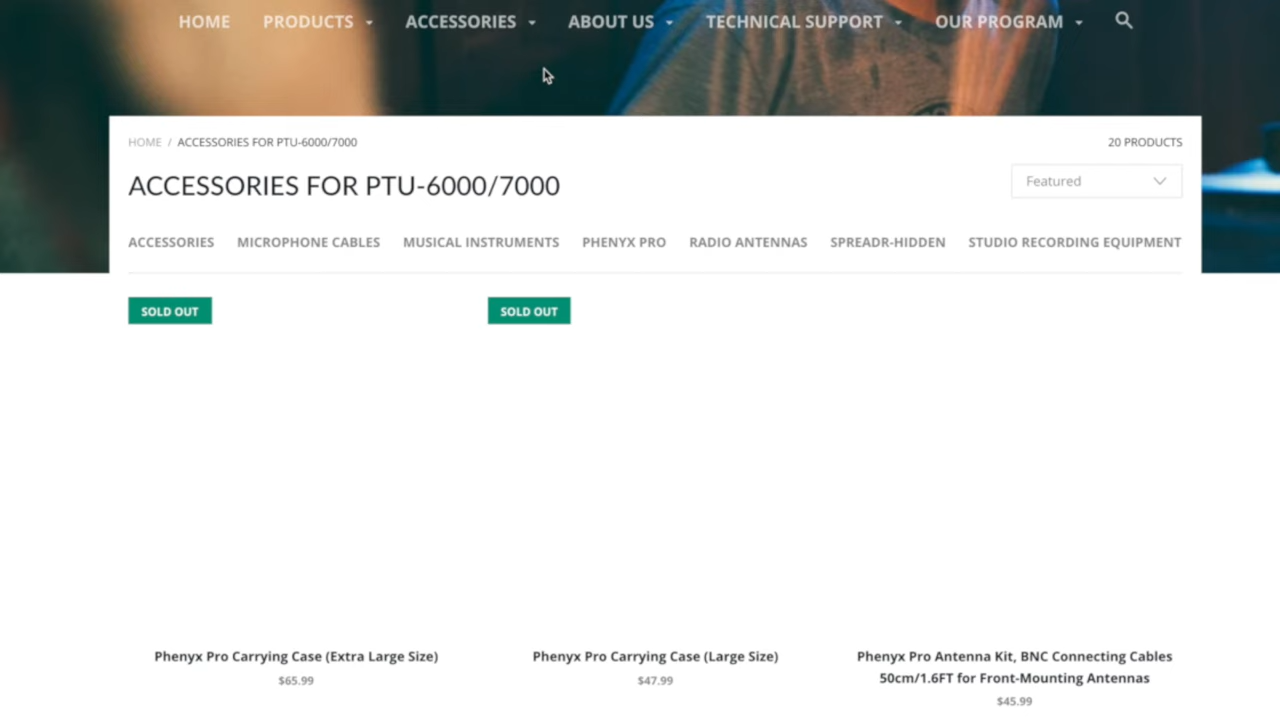 HOME PRODUCTS ACCESSORIES ABOUT US TECHNICAL SUPPORT OUR PROGRAM
HOME / ACCESSORIES FOR PTU-6000/7000 20 PRODUCTS
ACCESSORIES FOR PTU-6000/7000 Featured
ACCESSORIES MICROPHONE CABLES MUSICAL INSTRUMENTS PHENYX PRO RADIO ANTENNAS SPREADR-HIDDEN STUDIO RECORDING EQUIPMENT
SOLD OUT SOLD OUT
Phenyx Pro Carrying Case (Extra Large Size)
$65.99
Phenyx Pro Carrying Case (Large Size)
$47.99
Phenyx Pro Antenna Kit, BNC Connecting Cables
50cm/1.6FT for Front-Mounting Antennas
$45.99